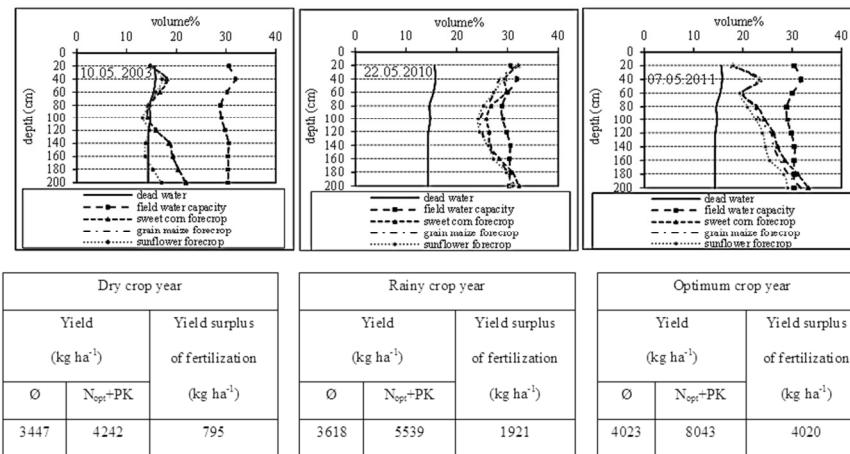 volume%
0 10 20 30 40
0
20
40
60
80
100
120
140
160
180
200
depth (cm)
10.05. 2003
dead water
field water capacity
sweet corn forecrop
grain maize forecrop
sunflower forecrop
volume%
0 10 20 30 40
0
20
40
60
80
100
120
140
160
180
200
depth (cm)
22.05.2010
dead water
field water capacity
sweet corn forecrop
grain maize forecrop
sunflower forecrop
volume%
0 10 20 30 40
0
20
40
60
80
100
120
140
160
180
200
depth (cm)
07.05.2011
dead water
field water capacity
sweet corn forecrop
grain maize forecrop
sunflower forecrop
Dry crop year
Yield
(kg ha-1)
Yield surplus
of fertilization
(kg ha-1)
Ø Nopt+PK
3447 4242 795
Rainy crop year
Yield
(kg ha-1)
Yield surplus
of fertilization
(kg ha-1)
Ø Nopt+PK
3618 5539 1921
Optimum crop year
Yield
(kg ha-1)
Yield surplus
of fertilization
(kg ha-1)
Ø Nopt+PK
4023 8043 4020